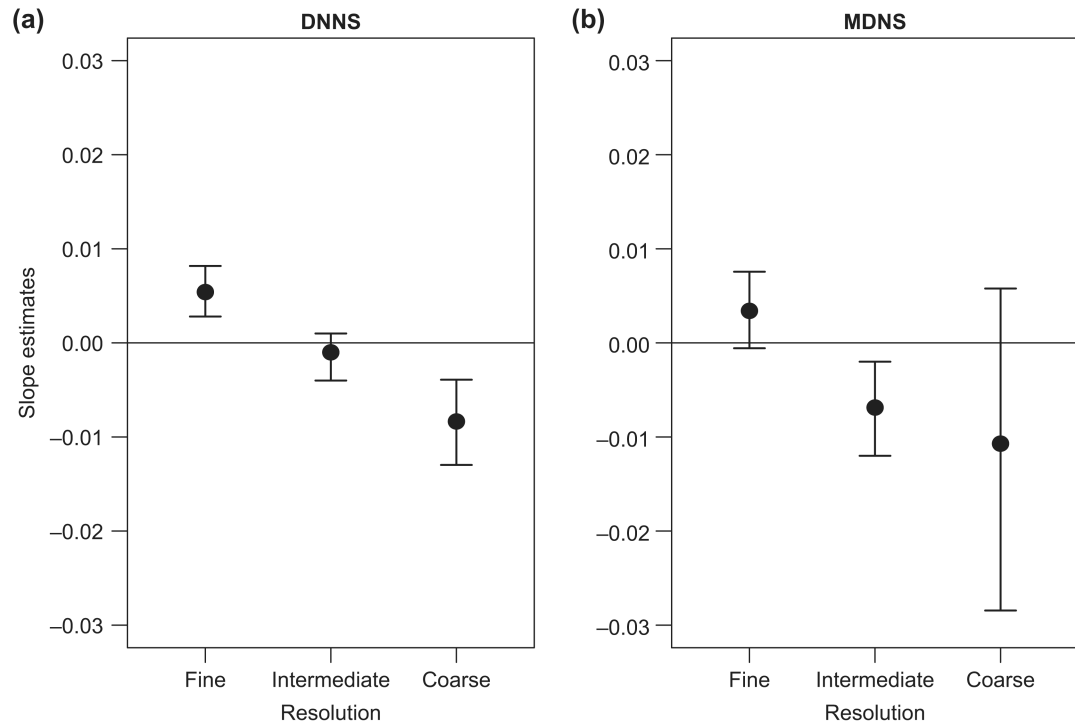 (a)
DNNS
0.03
0.02
0.01
0.00
–0.01
–0.02
–0.03
Slope estimates
Fine
Intermediate
Coarse
Resolution
(b)
MDNS
0.03
0.02
0.01
0.00
–0.01
–0.02
–0.03
Fine
Intermediate
Coarse
Resolution